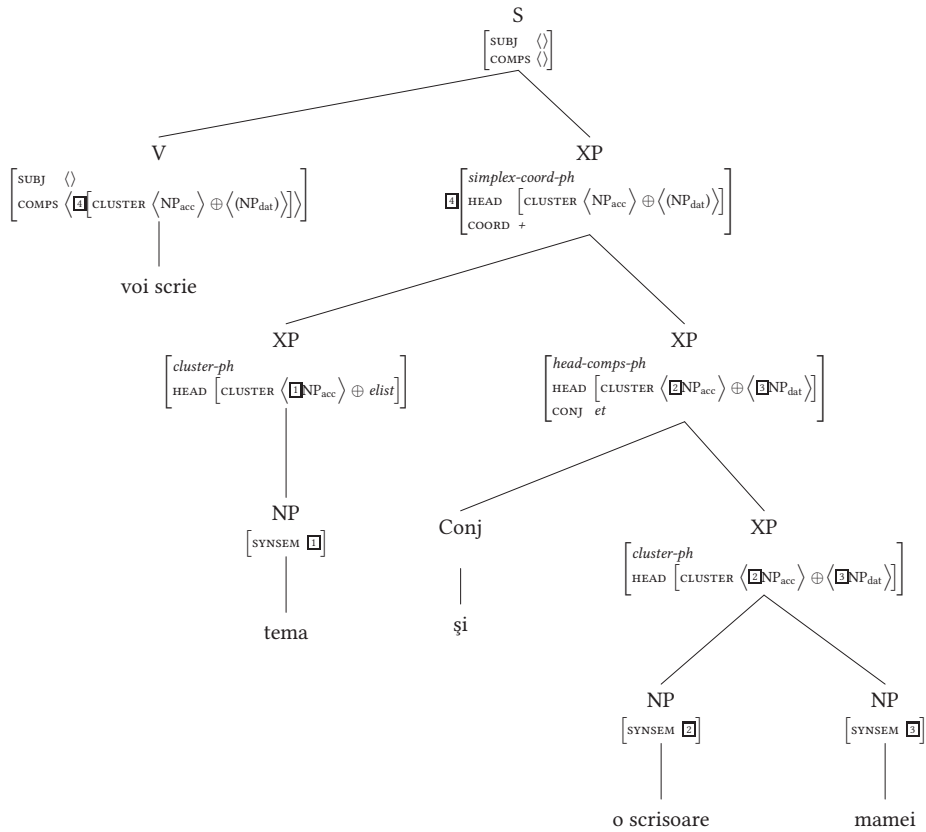 S
[SUBJ ⟨⟩
COMPS ⟨⟩]
V
[SUBJ ⟨⟩
COMPS ⟨4[CLUSTER ⟨NPacc⟩ ⊕ ⟨(NPdat)⟩]⟩]
voi scrie
XP
4[simplex-coord-ph
HEAD [CLUSTER ⟨NPacc⟩ ⊕ ⟨(NPdat)⟩]
COORD +]
XP
[cluster-ph
HEAD [CLUSTER ⟨1NPacc⟩ ⊕ elist]]
NP
[SYNSEM 1]
tema
XP
[head-comps-ph
HEAD [CLUSTER ⟨2NPacc⟩ ⊕ ⟨3NPdat⟩]
CONJ et]
Conj
şi
XP
[cluster-ph
HEAD [CLUSTER ⟨2NPacc⟩ ⊕ ⟨3NPdat⟩]]
NP
[SYNSEM 2]
o scrisoare
NP
[SYNSEM 3]
mamei